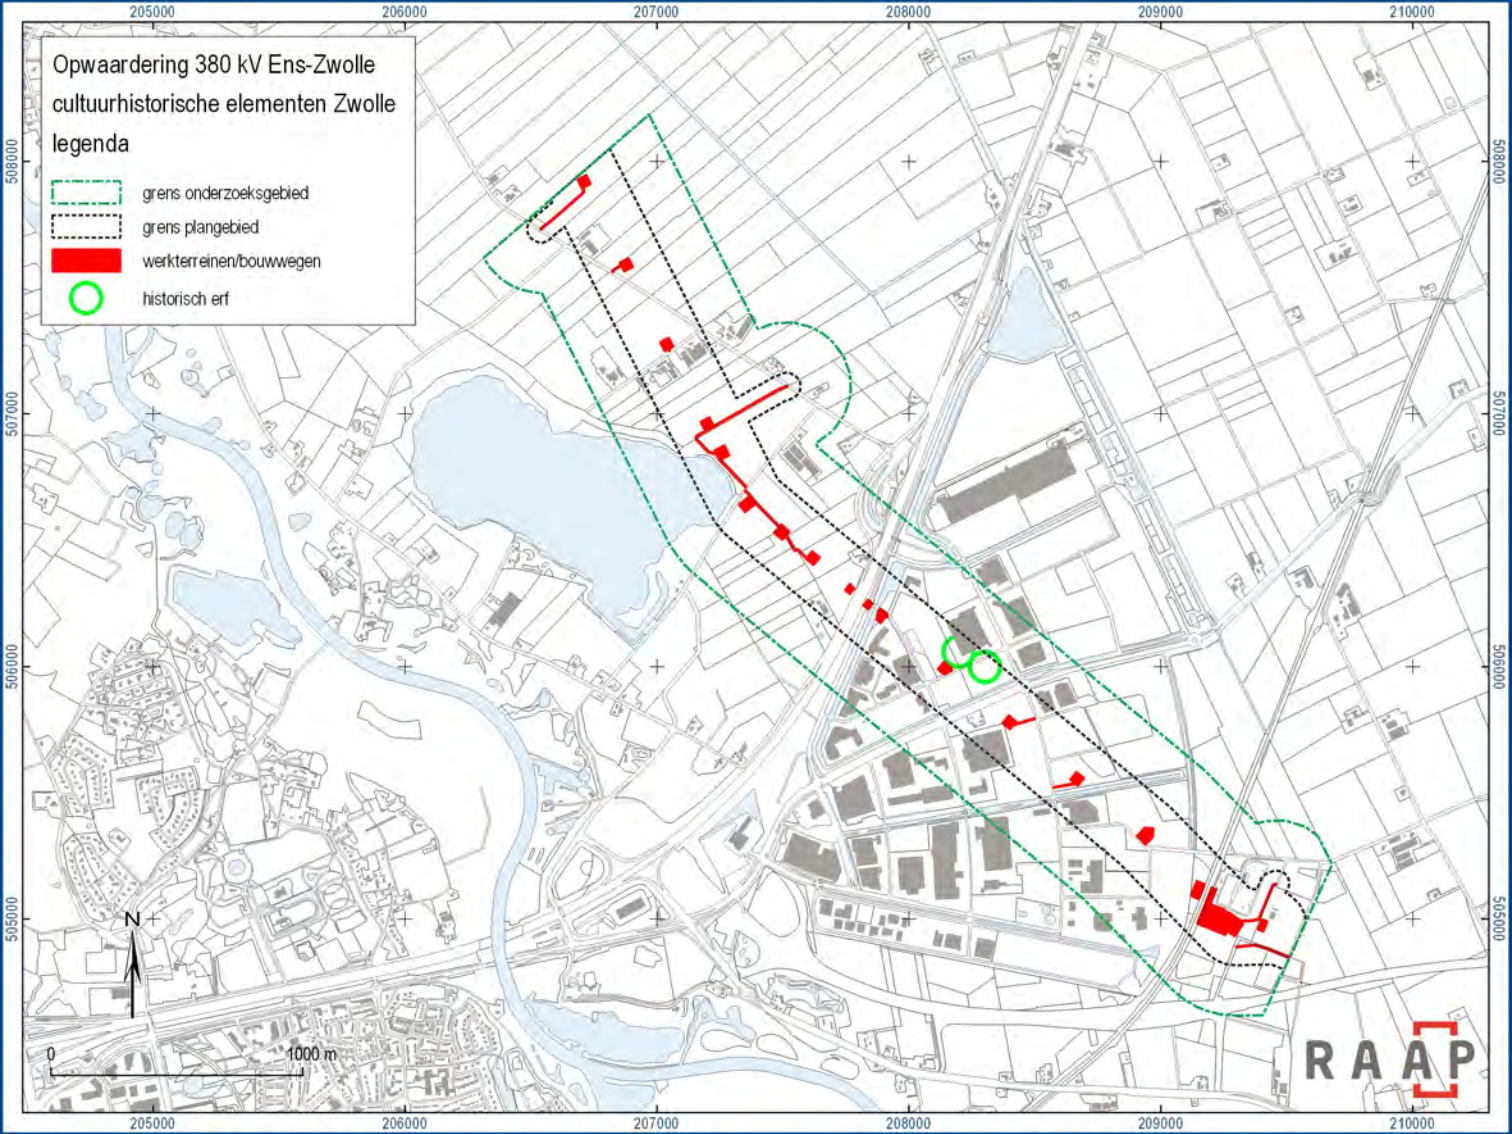 205000 206000 207000 208000 209000 210000
Opwaardering 380 kV Ens-Zwolle
cultuurhistorische elementen Zwolle
legenda
grens onderzoeksgebied
grens plangebied
werkterreinen/bouwwegen
historisch erf
508000 508000
507000 507000
506000 506000
505000 505000
N
0 1000 m
RAAP
205000 206000 207000 208000 209000 210000